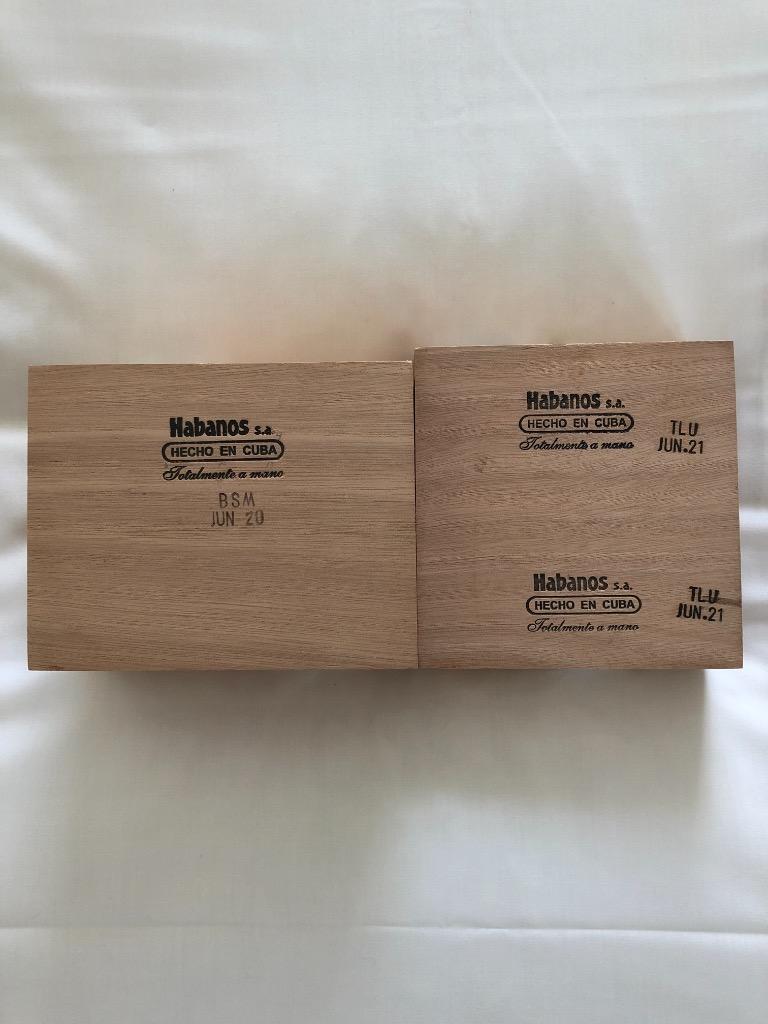 Habanos s.a.
HECHO EN CUBA
Totalmente a mano
BSM
JUN 20
Habanos s.a.
HECHO EN CUBA
Totalmente a mano
TLU
JUN.21
Habanos s.a.
HECHO EN CUBA
Totalmente a mano
TLU
JUN.21